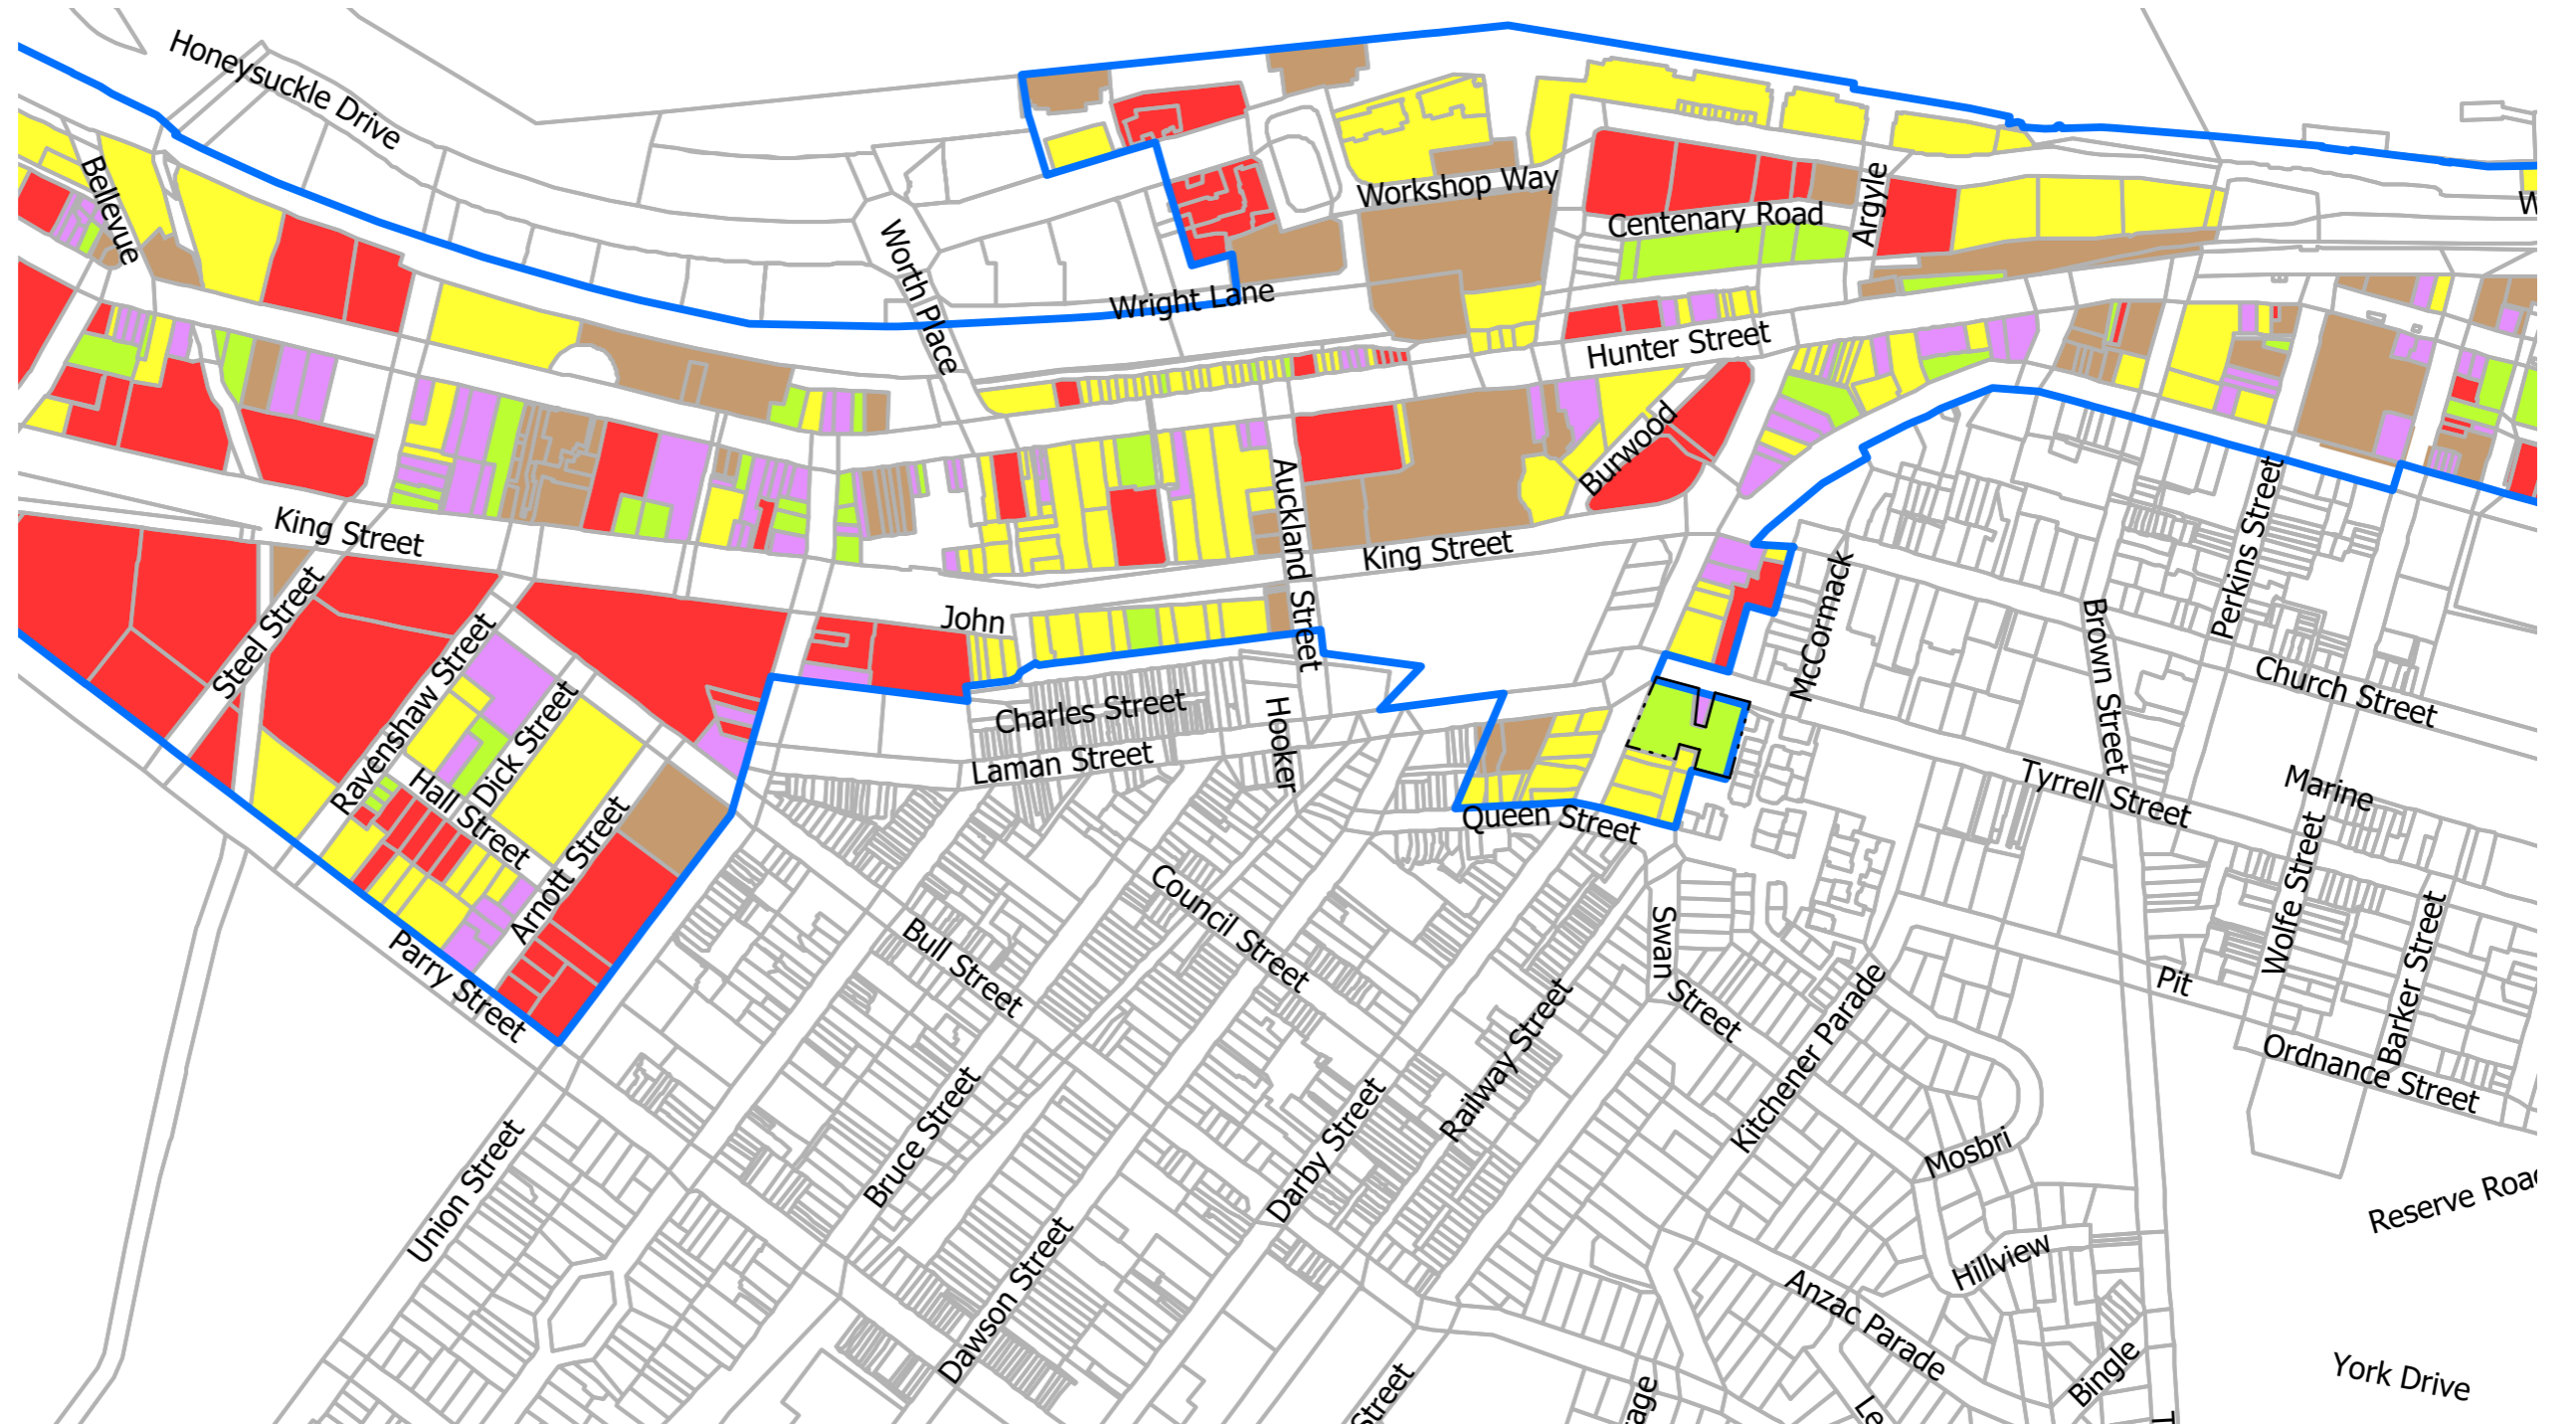 Honeysuckle Drive
Bellevue
Worth Place
Wright Lane
Workshop Way
Centenary Road
Argyle
Hunter Street
Burwood
Auckland Street
King Street
King Street
John
Steel Street
Ravenshaw Street
Dick Street
Hall Street
Arnott Street
Parry Street
Charles Street
Laman Street
Hooker
Queen Street
McCormack
Brown Street
Perkins Street
Church Street
Tyrrell Street
Marine
Wolfe Street
Barker Street
Pit
Ordnance Street
Swan Street
Council Street
Bull Street
Kitchener Parade
Railway Street
Darby Street
Bruce Street
Dawson Street
Union Street
Mosbri
Hillview
Anzac Parade
Bingle
Reserve Road
York Drive
Street
age
Le
T
W